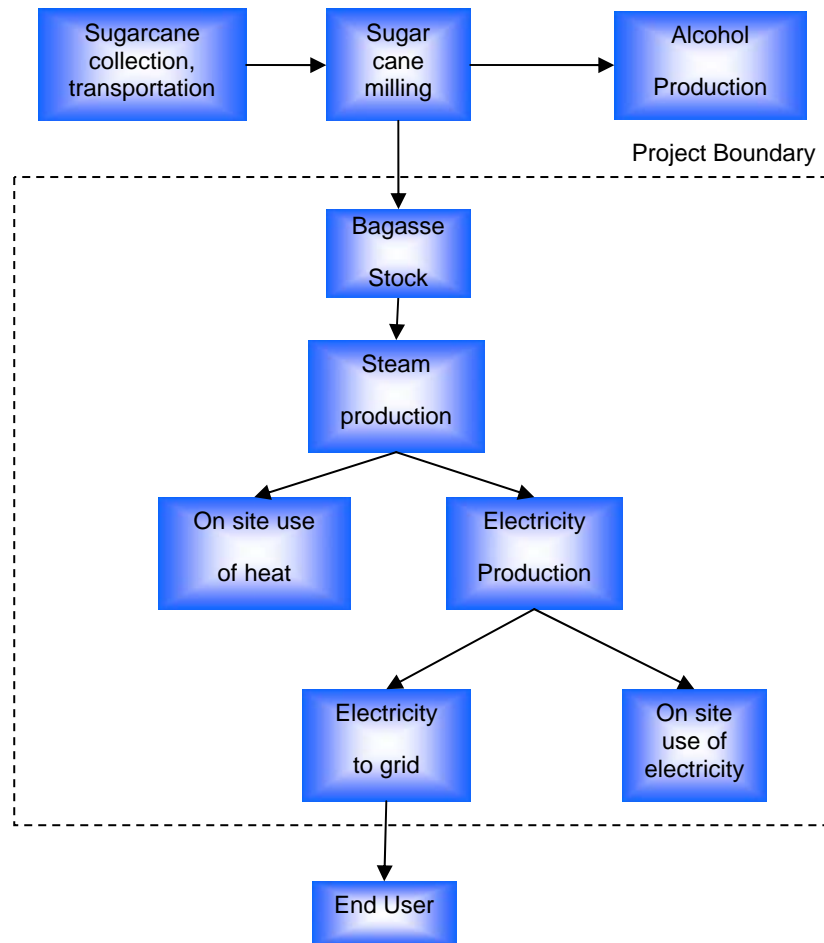 Sugarcane
collection,
transportation
Sugar
cane
milling
Alcohol
Production
Project Boundary
Bagasse
Stock
Steam
production
On site use
of heat
Electricity
Production
Electricity
to grid
On site
use of
electricity
End User